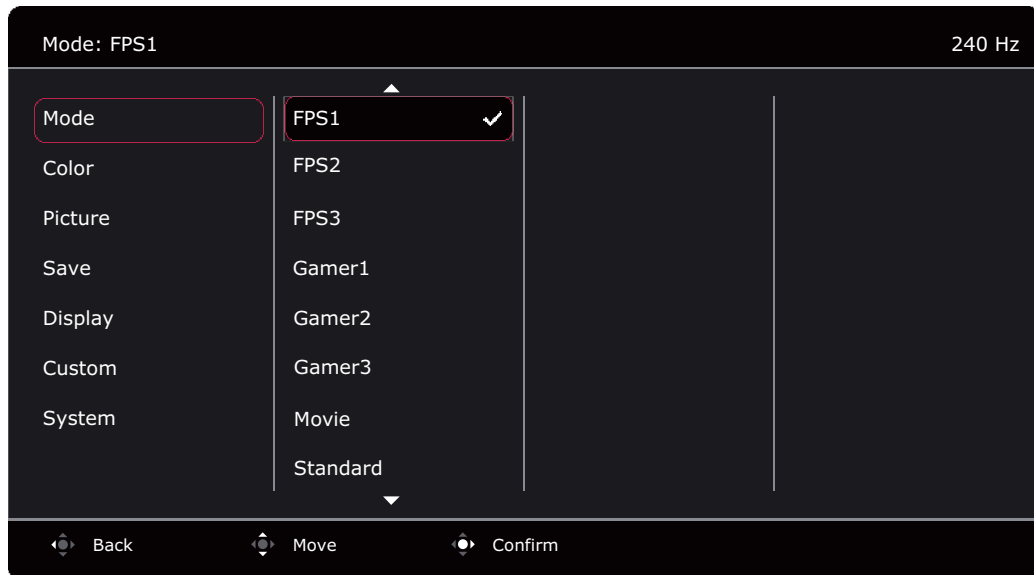 Mode: FPS1
240 Hz
Mode
Color
Picture
Save
Display
Custom
System
FPS1
FPS2
FPS3
Gamer1
Gamer2
Gamer3
Movie
Standard
Back Move Confirm